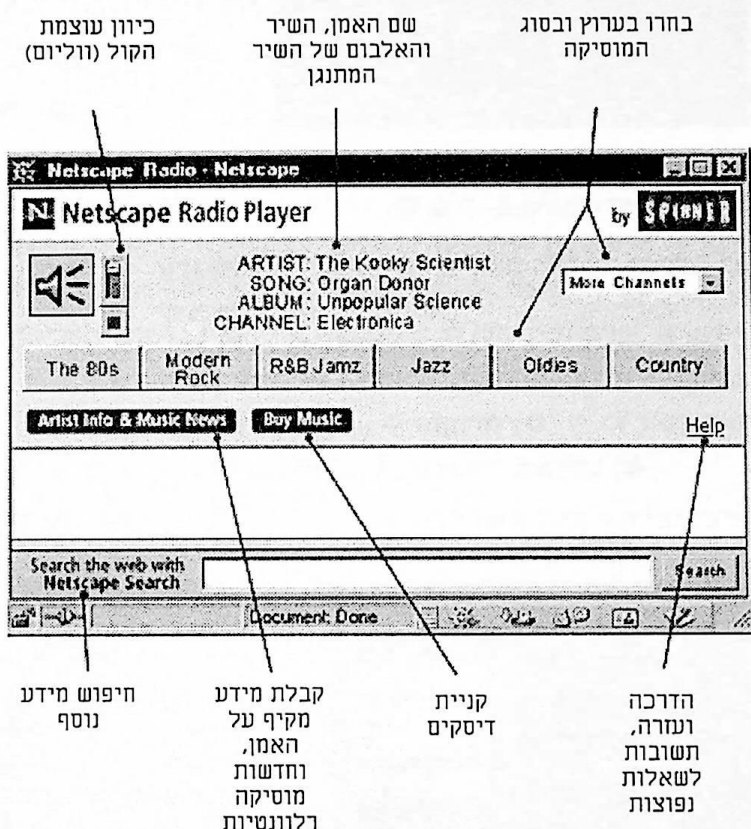 בחרו בערוץ ובסוג
המוסיקה
שם האמן, השיר
והאלבום של השיר
המתנגן
כיוון עוצמת
הקול (ווליום)
Netscape Radio - Netscape
N Netscape Radio Player
by SPINNER
ARTIST: The Kooky Scientist
SONG: Organ Donor
ALBUM: Unpopular Science
CHANNEL: Electronica
More Channels
The 80s
Modern
Rock
R&B Jamz
Jazz
Oldies
Country
Artist Info & Music News
Buy Music
Help
Search the web with
Netscape Search
Search
Document: Done
הדרכה
ועזרה,
תשובות
לשאלות
נפוצות
קניית
דיסקים
קבלת מידע
מקיף על
האמן,
וחדשות
מוסיקה
רלוונטיות
חיפוש מידע
נוסף